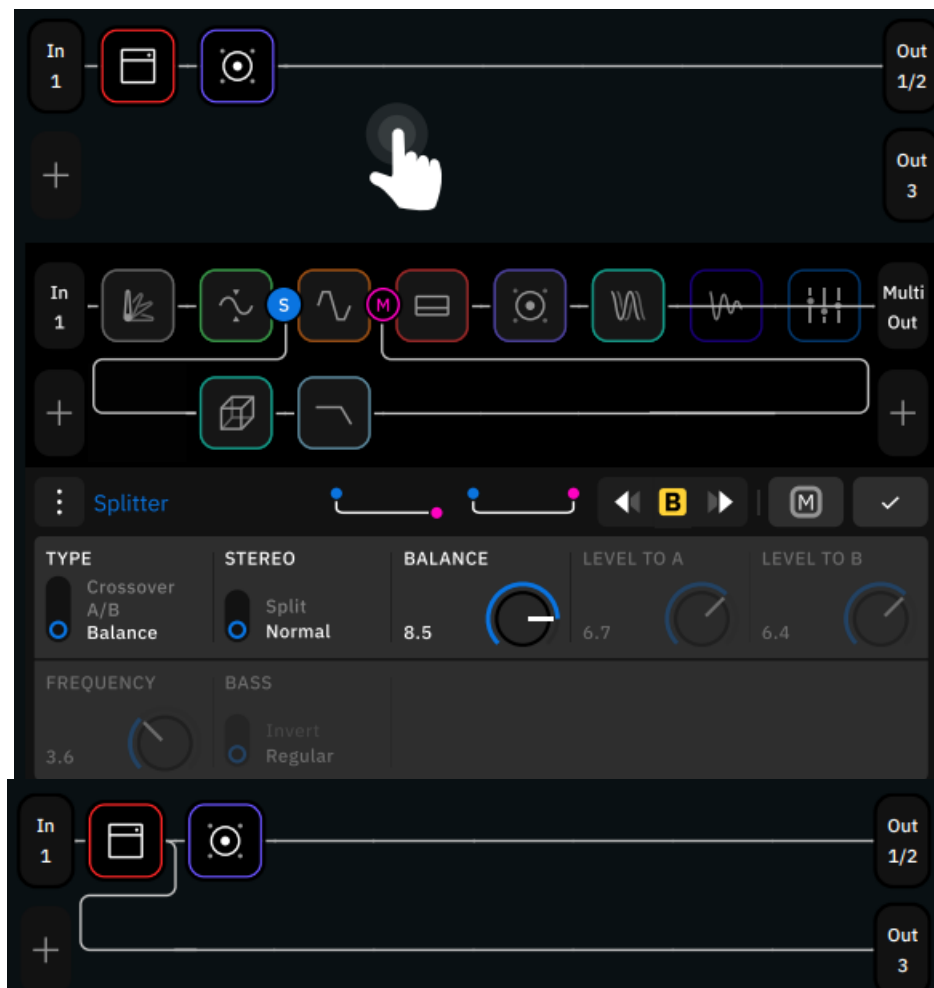 In
1
Out
1/2
Out
3
In
1
S
M
Multi
Out
Splitter
B
M
TYPE
Crossover
A/B
Balance
STEREO
Split
Normal
BALANCE
8.5
LEVEL TO A
6.7
LEVEL TO B
6.4
FREQUENCY
3.6
BASS
Invert
Regular
In
1
Out
1/2
Out
3